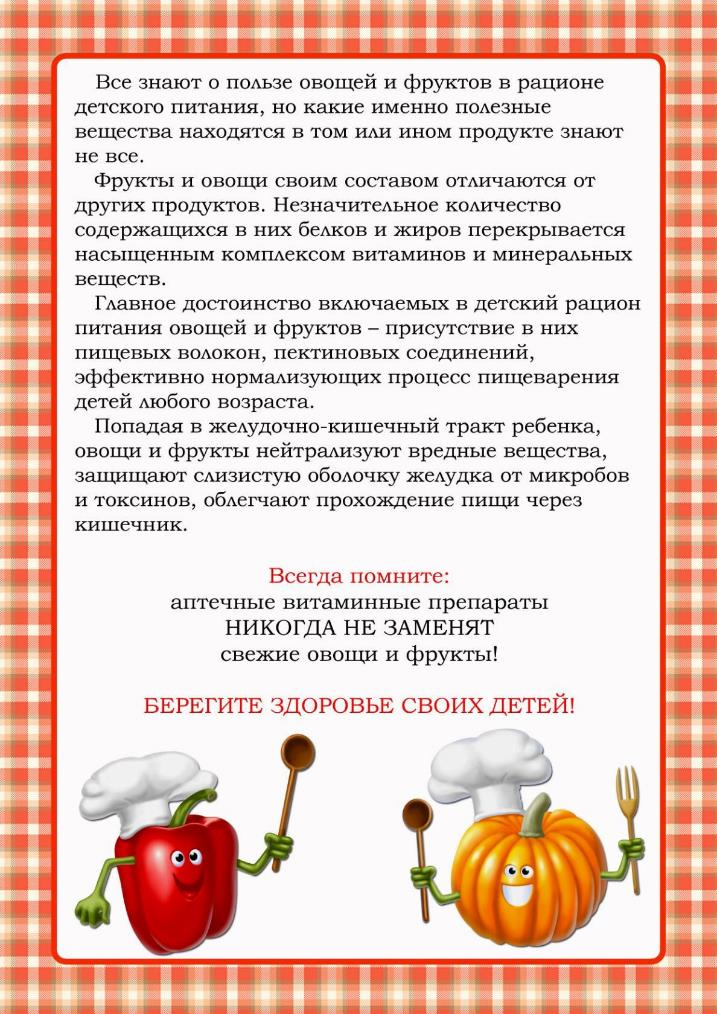 Все знают о пользе овощей и фруктов в рационе
детского питания, но какие именно полезные
вещества находятся в том или ином продукте знают
не все.
Фрукты и овощи своим составом отличаются от
других продуктов. Незначительное количество
содержащихся в них белков и жиров перекрывается
насыщенным комплексом витаминов и минеральных
веществ.
Главное достоинство включаемых в детский рацион
питания овощей и фруктов – присутствие в них
пищевых волокон, пектиновых соединений,
эффективно нормализующих процесс пищеварения
детей любого возраста.
Попадая в желудочно-кишечный тракт ребенка,
овощи и фрукты нейтрализуют вредные вещества,
защищают слизистую оболочку желудка от микробов
и токсинов, облегчают прохождение пищи через
кишечник.
Всегда помните:
аптечные витаминные препараты
НИКОГДА НЕ ЗАМЕНЯТ
свежие овощи и фрукты!
БЕРЕГИТЕ ЗДОРОВЬЕ СВОИХ ДЕТЕЙ!